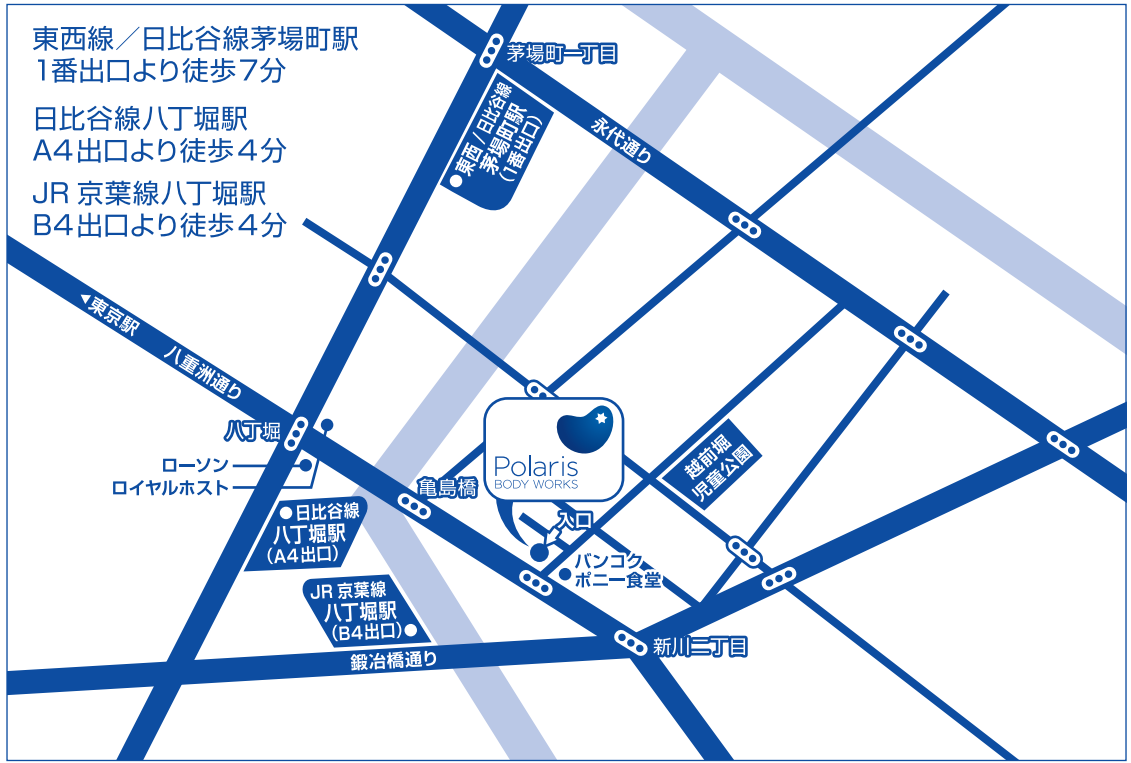 東西線／日比谷線茅場町駅
1番出口より徒歩7分
日比谷線八丁堀駅
A4出口より徒歩4分
JR 京葉線八丁堀駅
B4出口より徒歩4分
茅場町一丁目
東西/日比谷線
茅場町駅
(1番出口)
永代通り
◀東京駅
八重洲通り
八丁堀
ローソン
ロイヤルホスト
亀島橋
Polaris
BODY WORKS
越前堀
児童公園
入口
バンコク
ポニー食堂
日比谷線
八丁堀駅
(A4出口)
JR 京葉線
八丁堀駅
(B4出口)
新川二丁目
鍛冶橋通り